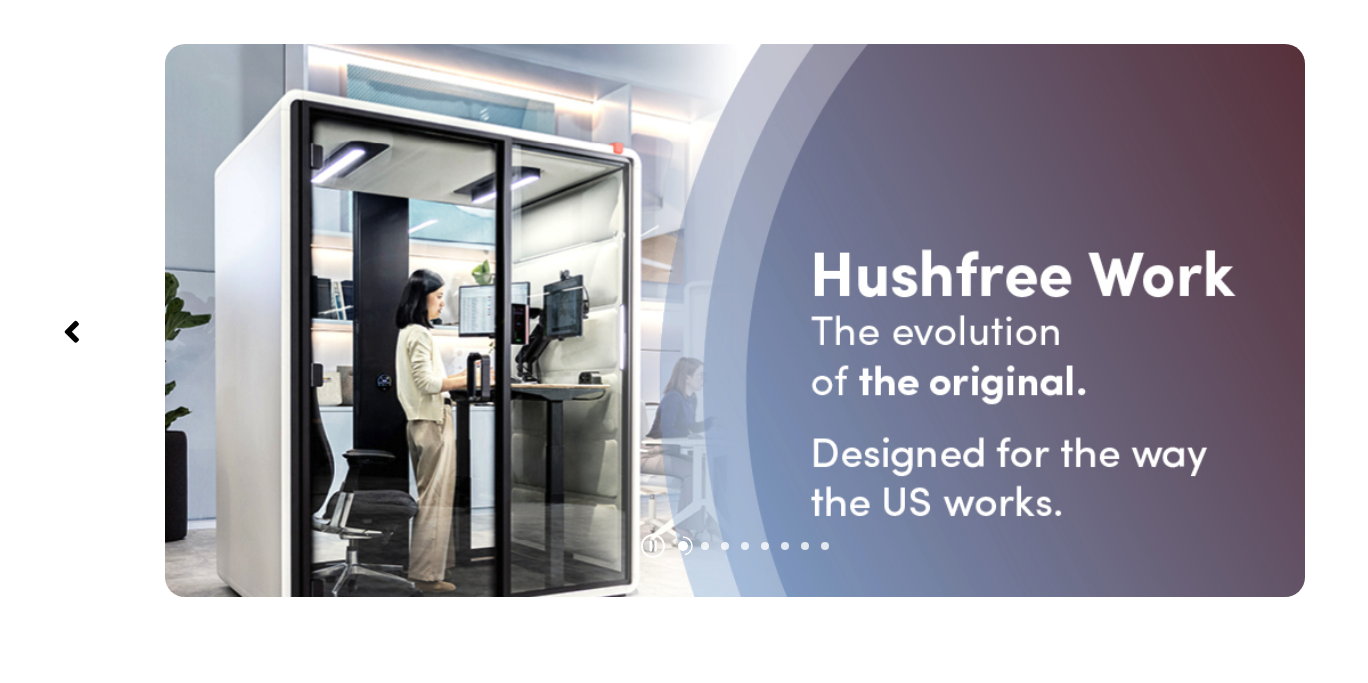 Hushfree Work
The evolution
of the original.
Designed for the way
the US works.